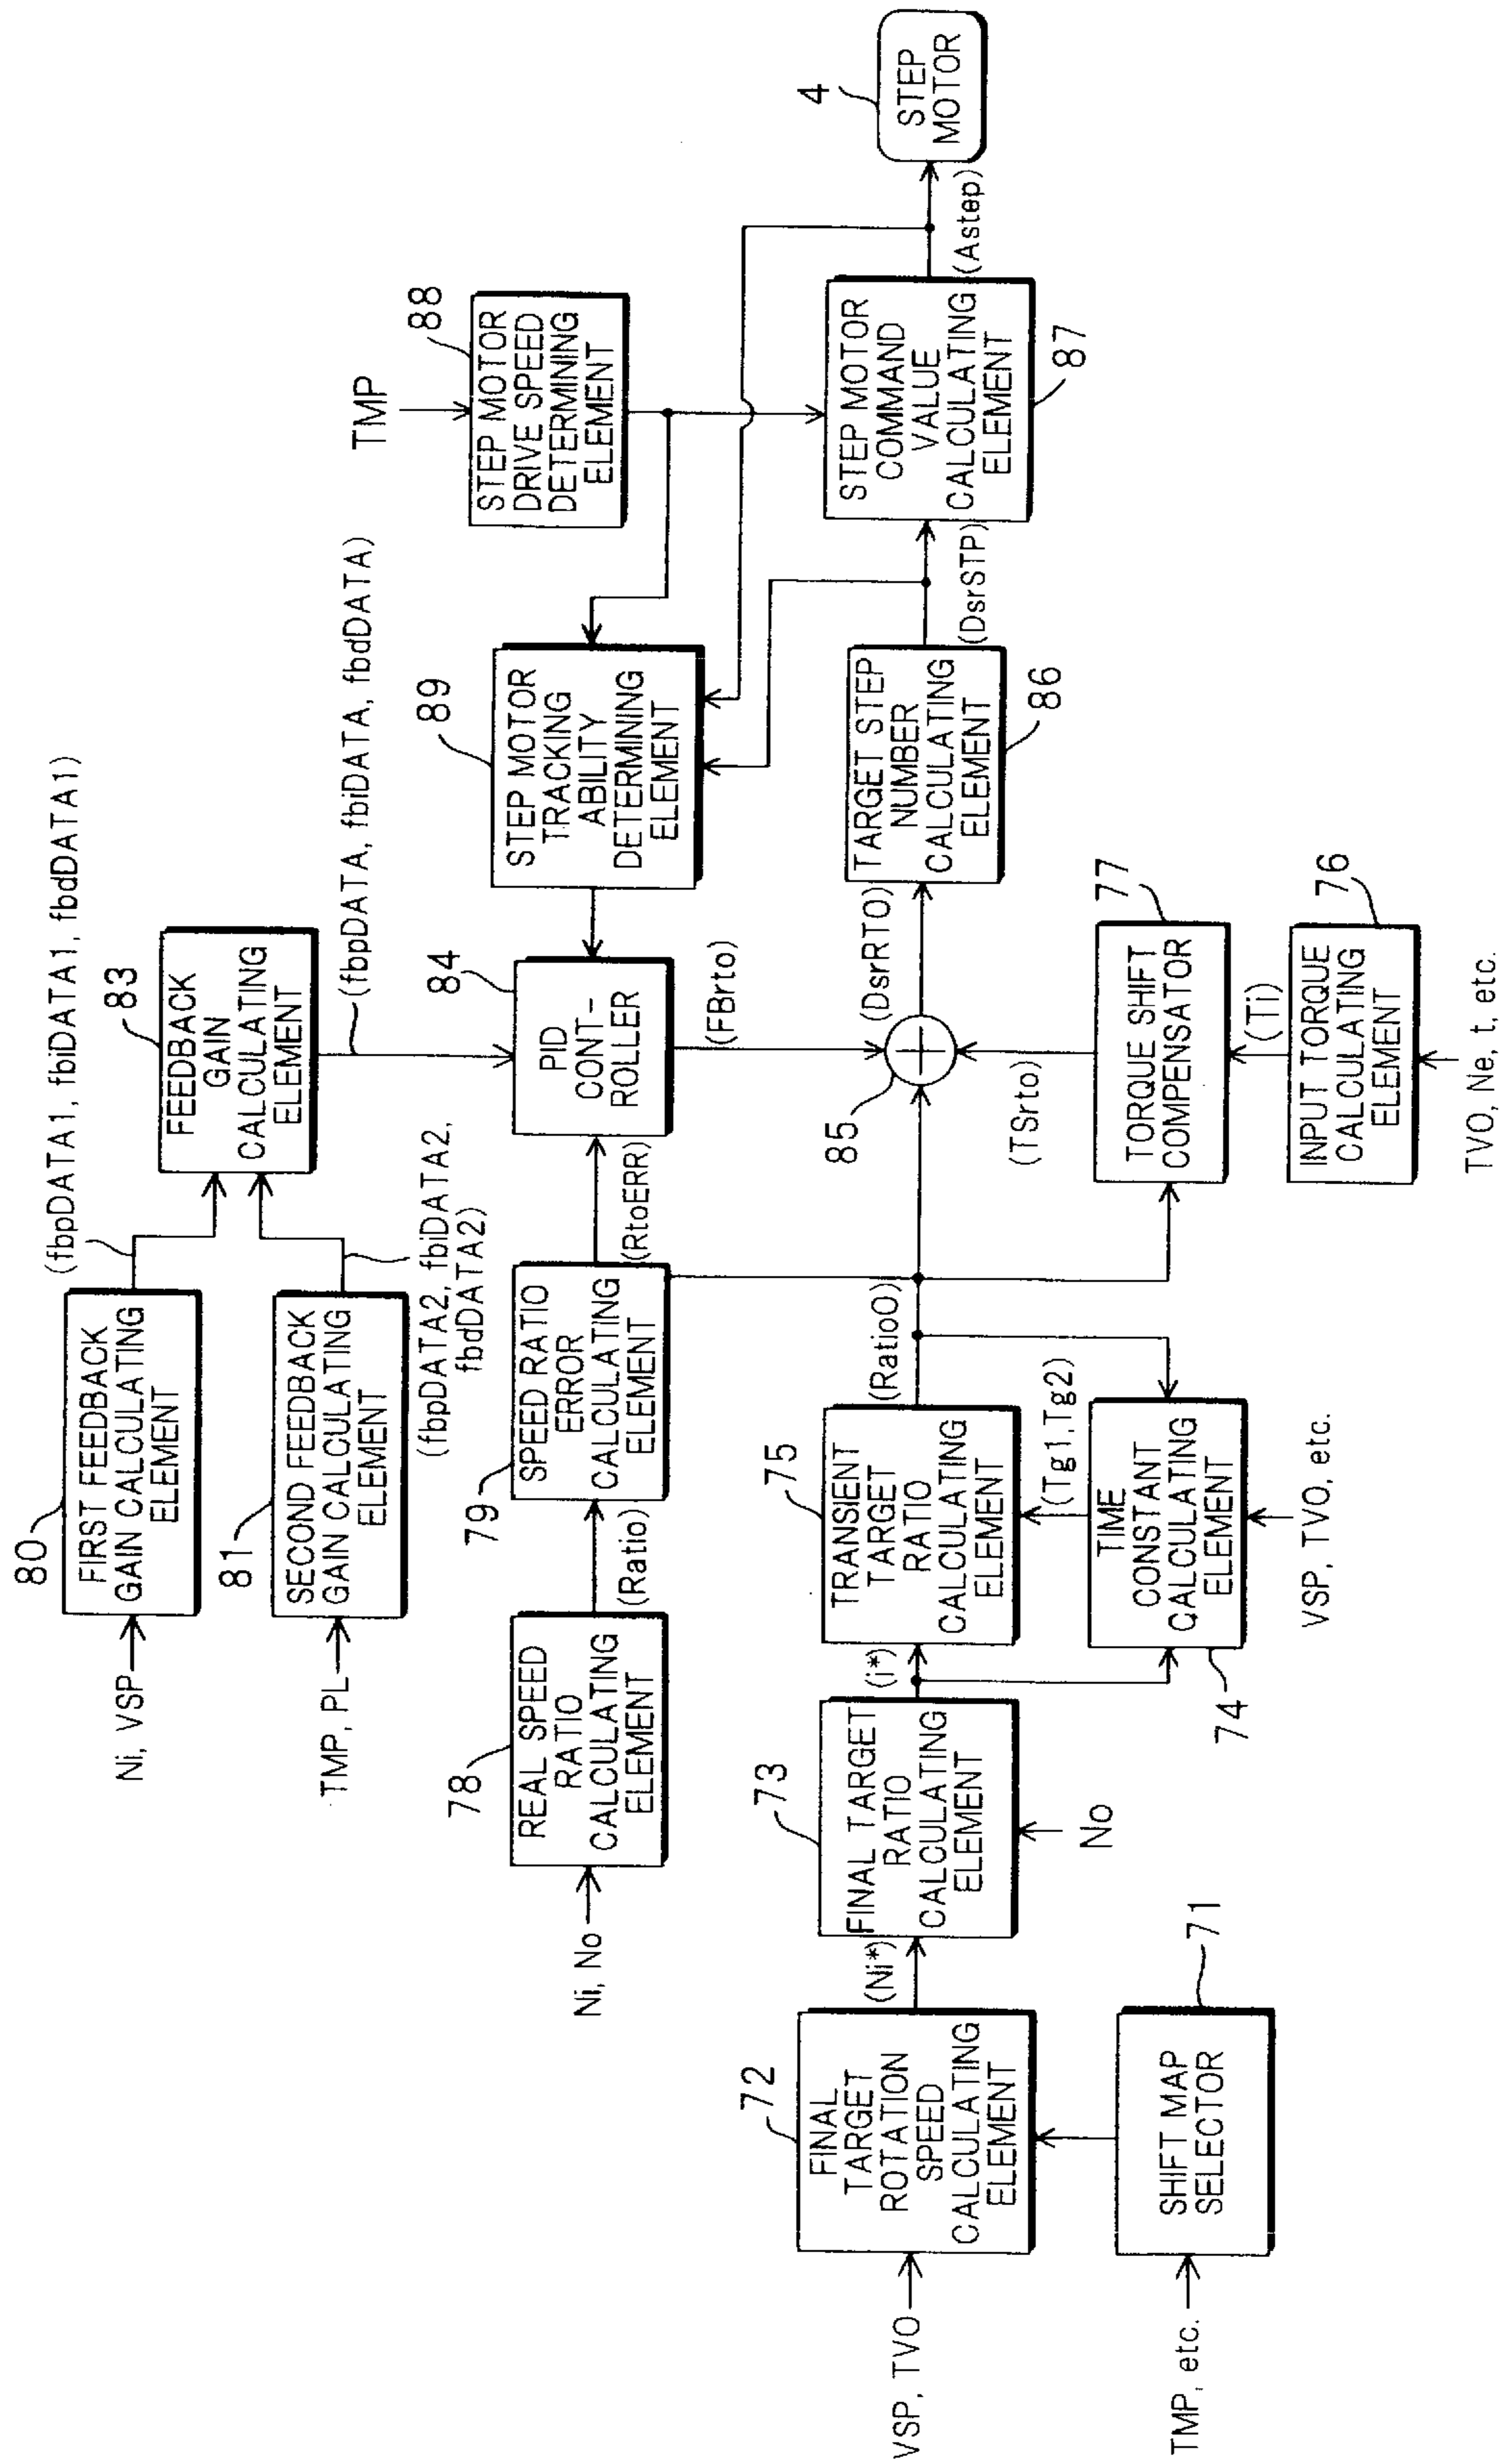 80
FIRST FEEDBACK
GAIN CALCULATING
ELEMENT
Ni, VSP
(fbpDATA1, fbiDATA1, fbdDATA1)
81
SECOND FEEDBACK
GAIN CALCULATING
ELEMENT
TMP, PL
(fbpDATA2, fbiDATA2,
fbdDATA2)
83
FEEDBACK
GAIN
CALCULATING
ELEMENT
(fbpDATA, fbiDATA, fbdDATA)
TMP
88
STEP MOTOR
DRIVE SPEED
DETERMINING
ELEMENT
78
REAL SPEED
RATIO
CALCULATING
ELEMENT
Ni, No
(Ratio)
79
SPEED RATIO
ERROR
CALCULATING
ELEMENT
(RtoERR)
84
PID
CONT-
ROLLER
(FBrto)
89
STEP MOTOR
TRACKING
ABILITY
DETERMINING
ELEMENT
72
FINAL
TARGET
ROTATION
SPEED
CALCULATING
ELEMENT
VSP, TVO
(Ni*)
73
FINAL TARGET
RATIO
CALCULATING
ELEMENT
No
(i*)
75
TRANSIENT
TARGET
RATIO
CALCULATING
ELEMENT
(Ratio0)
(Tg1,Tg2)
85
(DsrRTO)
86
TARGET STEP
NUMBER
CALCULATING
ELEMENT
(DsrSTP)
87
STEP MOTOR
COMMAND
VALUE
CALCULATING
ELEMENT
(Astep)
4
STEP
MOTOR
71
SHIFT MAP
SELECTOR
TMP, etc.
74
TIME
CONSTANT
CALCULATING
ELEMENT
VSP, TVO, etc.
(TSrto)
77
TORQUE SHIFT
COMPENSATOR
(Ti)
76
INPUT TORQUE
CALCULATING
ELEMENT
TVO, Ne, t, etc.